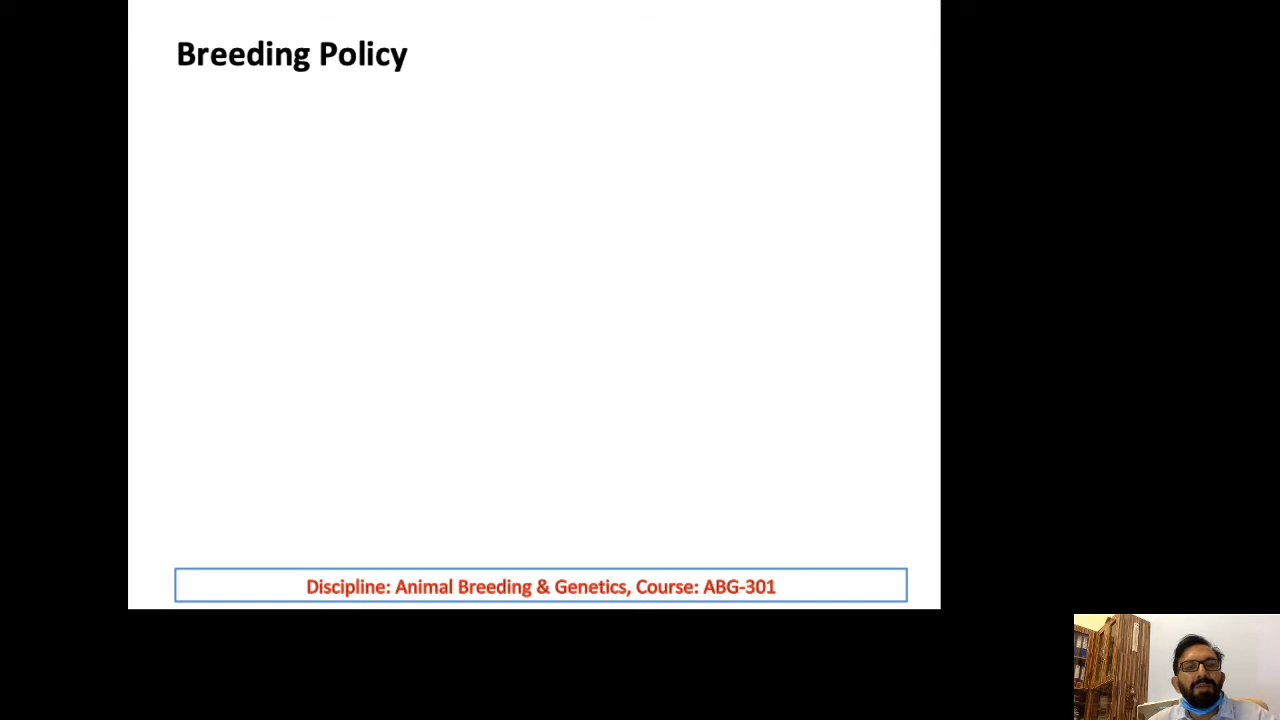 Breeding Policy
Discipline: Animal Breeding & Genetics, Course: ABG-301